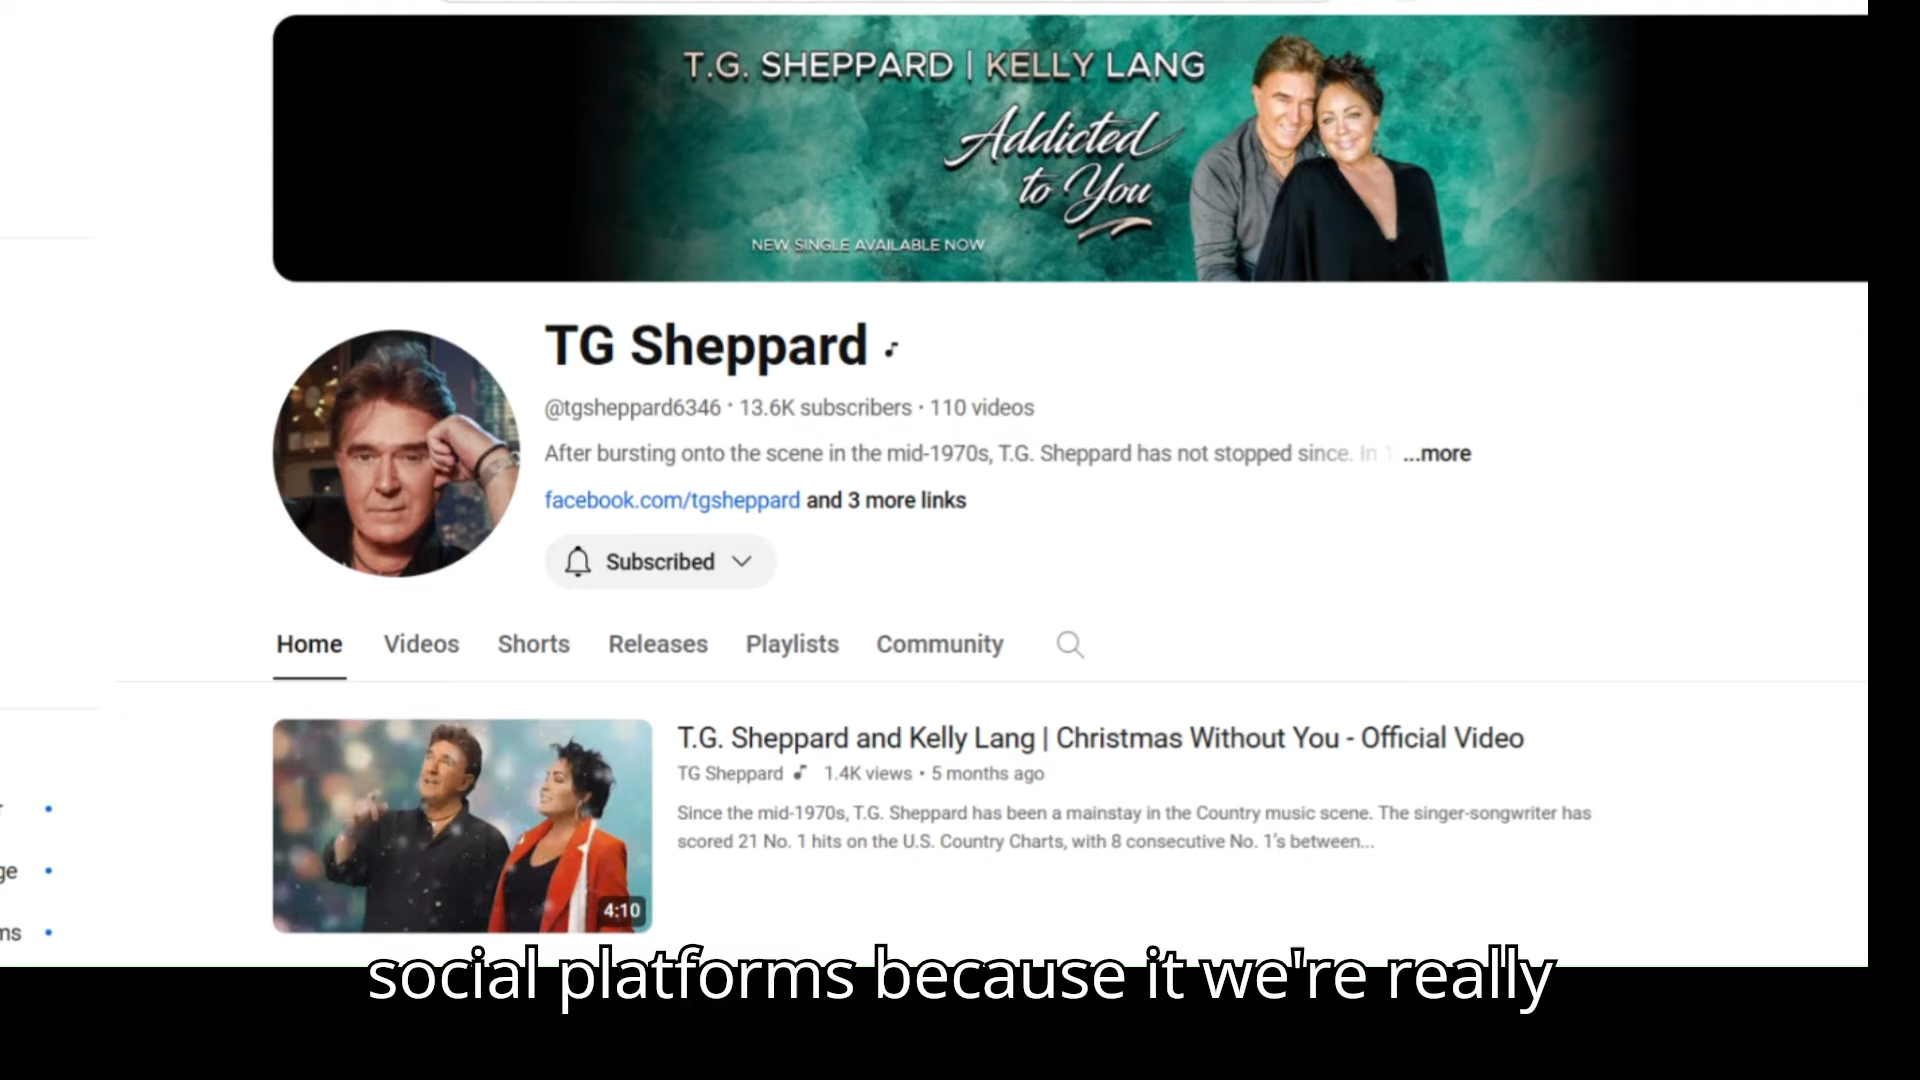 T.G. SHEPPARD | KELLY LANG
Addicted
to You
NEW SINGLE AVAILABLE NOW
TG Sheppard
@tgsheppard6346 · 13.6K subscribers · 110 videos
After bursting onto the scene in the mid-1970s, T.G. Sheppard has not stopped since. In ...more
facebook.com/tgsheppard and 3 more links
Subscribed
Home Videos Shorts Releases Playlists Community
T.G. Sheppard and Kelly Lang | Christmas Without You - Official Video
TG Sheppard 1.4K views · 5 months ago
Since the mid-1970s, T.G. Sheppard has been a mainstay in the Country music scene. The singer-songwriter has
scored 21 No. 1 hits on the U.S. Country Charts, with 8 consecutive No. 1's between...
4:10
ge
ms
social platforms because it we're really